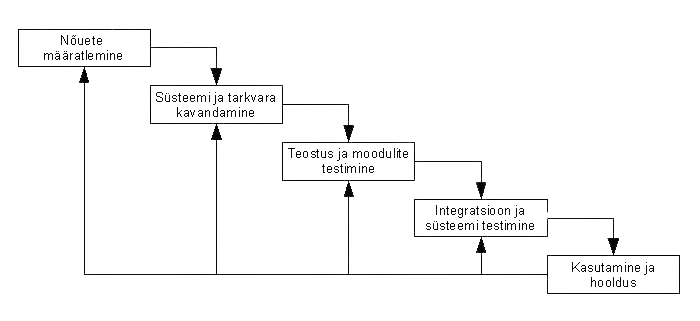 Nõuete
määratlemine
Süsteemi ja tarkvara
kavandamine
Teostus ja moodulite
testimine
Integratsioon ja
süsteemi testimine
Kasutamine ja
hooldus